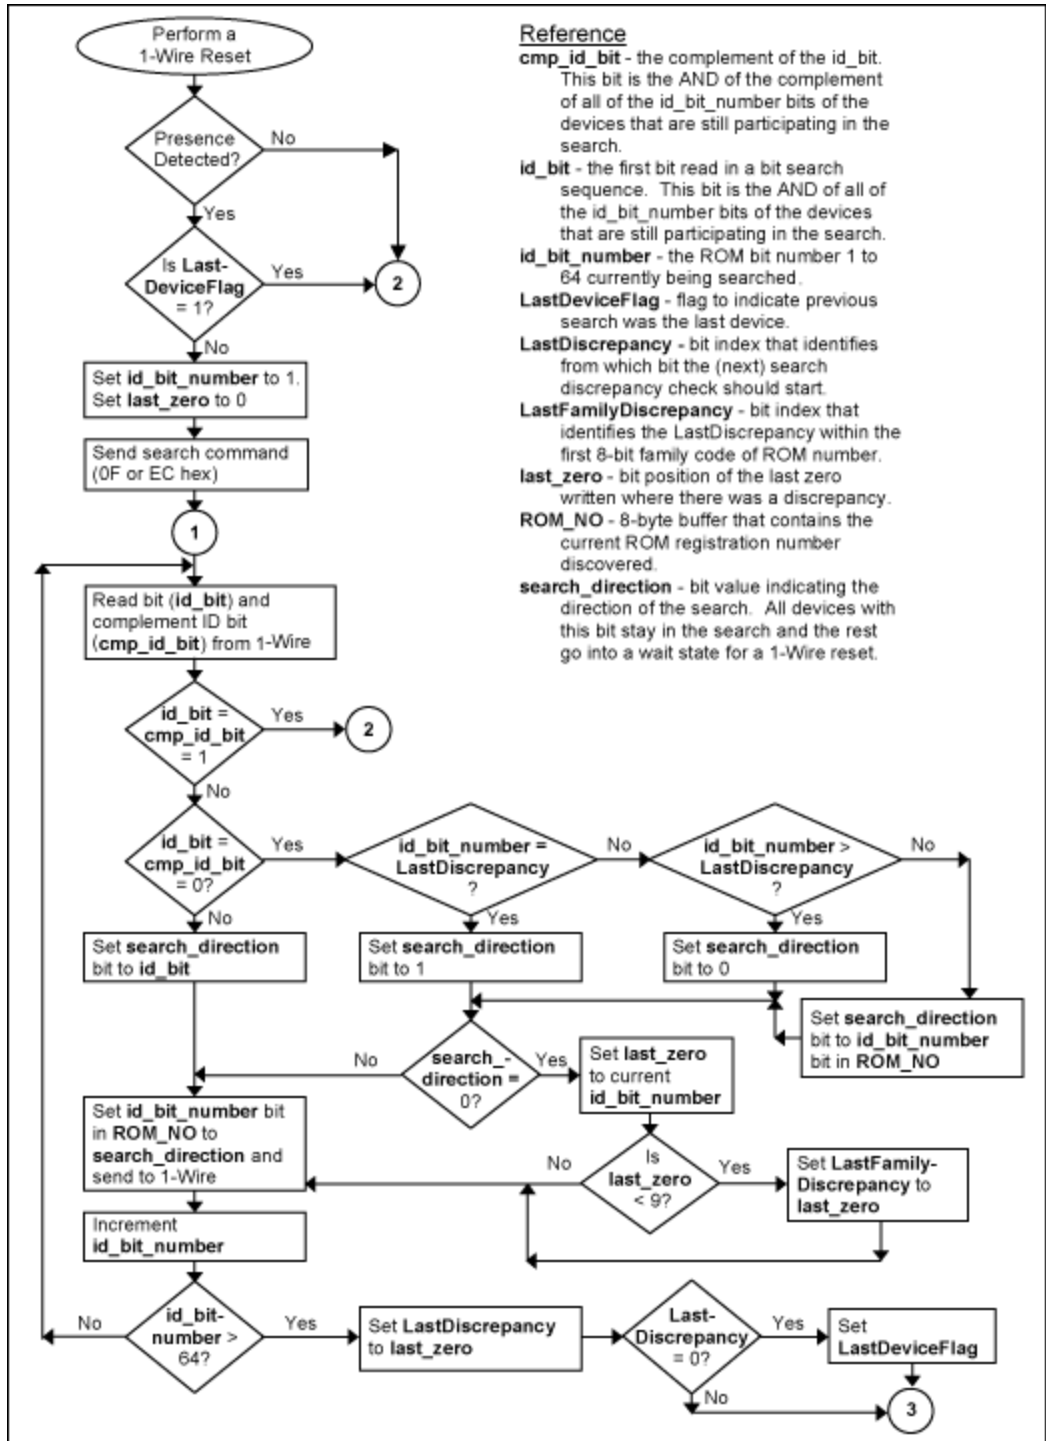 Perform a
1-Wire Reset
Presence
Detected?
No
Yes
Is Last-
DeviceFlag
= 1?
Yes
2
No
Set id_bit_number to 1.
Set last_zero to 0
Send search command
(0F or EC hex)
1
Read bit (id_bit) and
complement ID bit
(cmp_id_bit) from 1-Wire
id_bit =
cmp_id_bit
= 1
Yes
2
No
id_bit =
cmp_id_bit
= 0?
Yes
id_bit_number =
LastDiscrepancy
?
No
id_bit_number >
LastDiscrepancy
?
No
No
Yes
Yes
Set search_direction
bit to id_bit
Set search_direction
bit to 1
Set search_direction
bit to 0
Set search_direction
bit to id_bit_number
bit in ROM_NO
No
search_-
direction =
0?
Yes
Set last_zero
to current
id_bit_number
Set id_bit_number bit
in ROM_NO to
search_direction and
send to 1-Wire
No
Is
last_zero
< 9?
Yes
Set LastFamily-
Discrepancy to
last_zero
Increment
id_bit_number
No
id_bit-
number >
64?
Yes
Set LastDiscrepancy
to last_zero
Last-
Discrepancy
= 0?
Yes
Set
LastDeviceFlag
No
3
Reference
cmp_id_bit - the complement of the id_bit.
This bit is the AND of the complement
of all of the id_bit_number bits of the
devices that are still participating in the
search.
id_bit - the first bit read in a bit search
sequence. This bit is the AND of all of
the id_bit_number bits of the devices
that are still participating in the search.
id_bit_number - the ROM bit number 1 to
64 currently being searched.
LastDeviceFlag - flag to indicate previous
search was the last device.
LastDiscrepancy - bit index that identifies
from which bit the (next) search
discrepancy check should start.
LastFamilyDiscrepancy - bit index that
identifies the LastDiscrepancy within the
first 8-bit family code of ROM number.
last_zero - bit position of the last zero
written where there was a discrepancy.
ROM_NO - 8-byte buffer that contains the
current ROM registration number
discovered.
search_direction - bit value indicating the
direction of the search. All devices with
this bit stay in the search and the rest
go into a wait state for a 1-Wire reset.